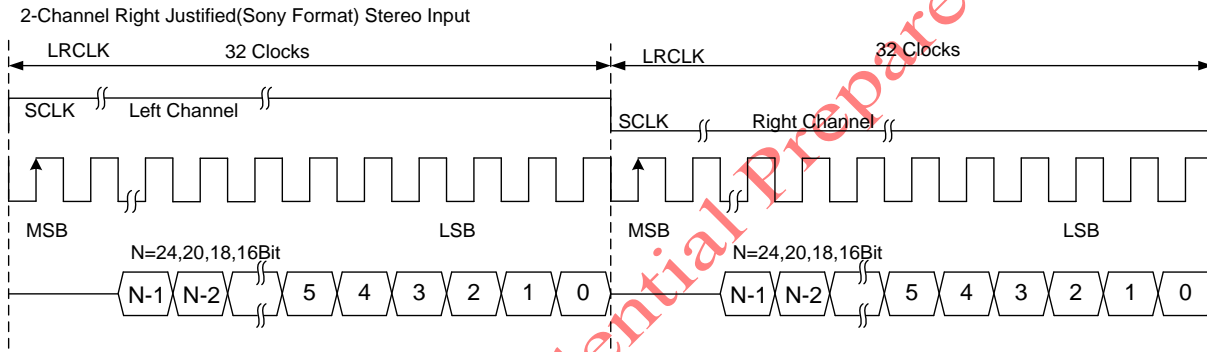 2-Channel Right Justified(Sony Format) Stereo Input
LRCLK 32 Clocks LRCLK 32 Clocks
SCLK Left Channel SCLK Right Channel
MSB LSB MSB LSB
N=24,20,18,16Bit N=24,20,18,16Bit
N-1 N-2 5 4 3 2 1 0 N-1 N-2 5 4 3 2 1 0
ential Prepare